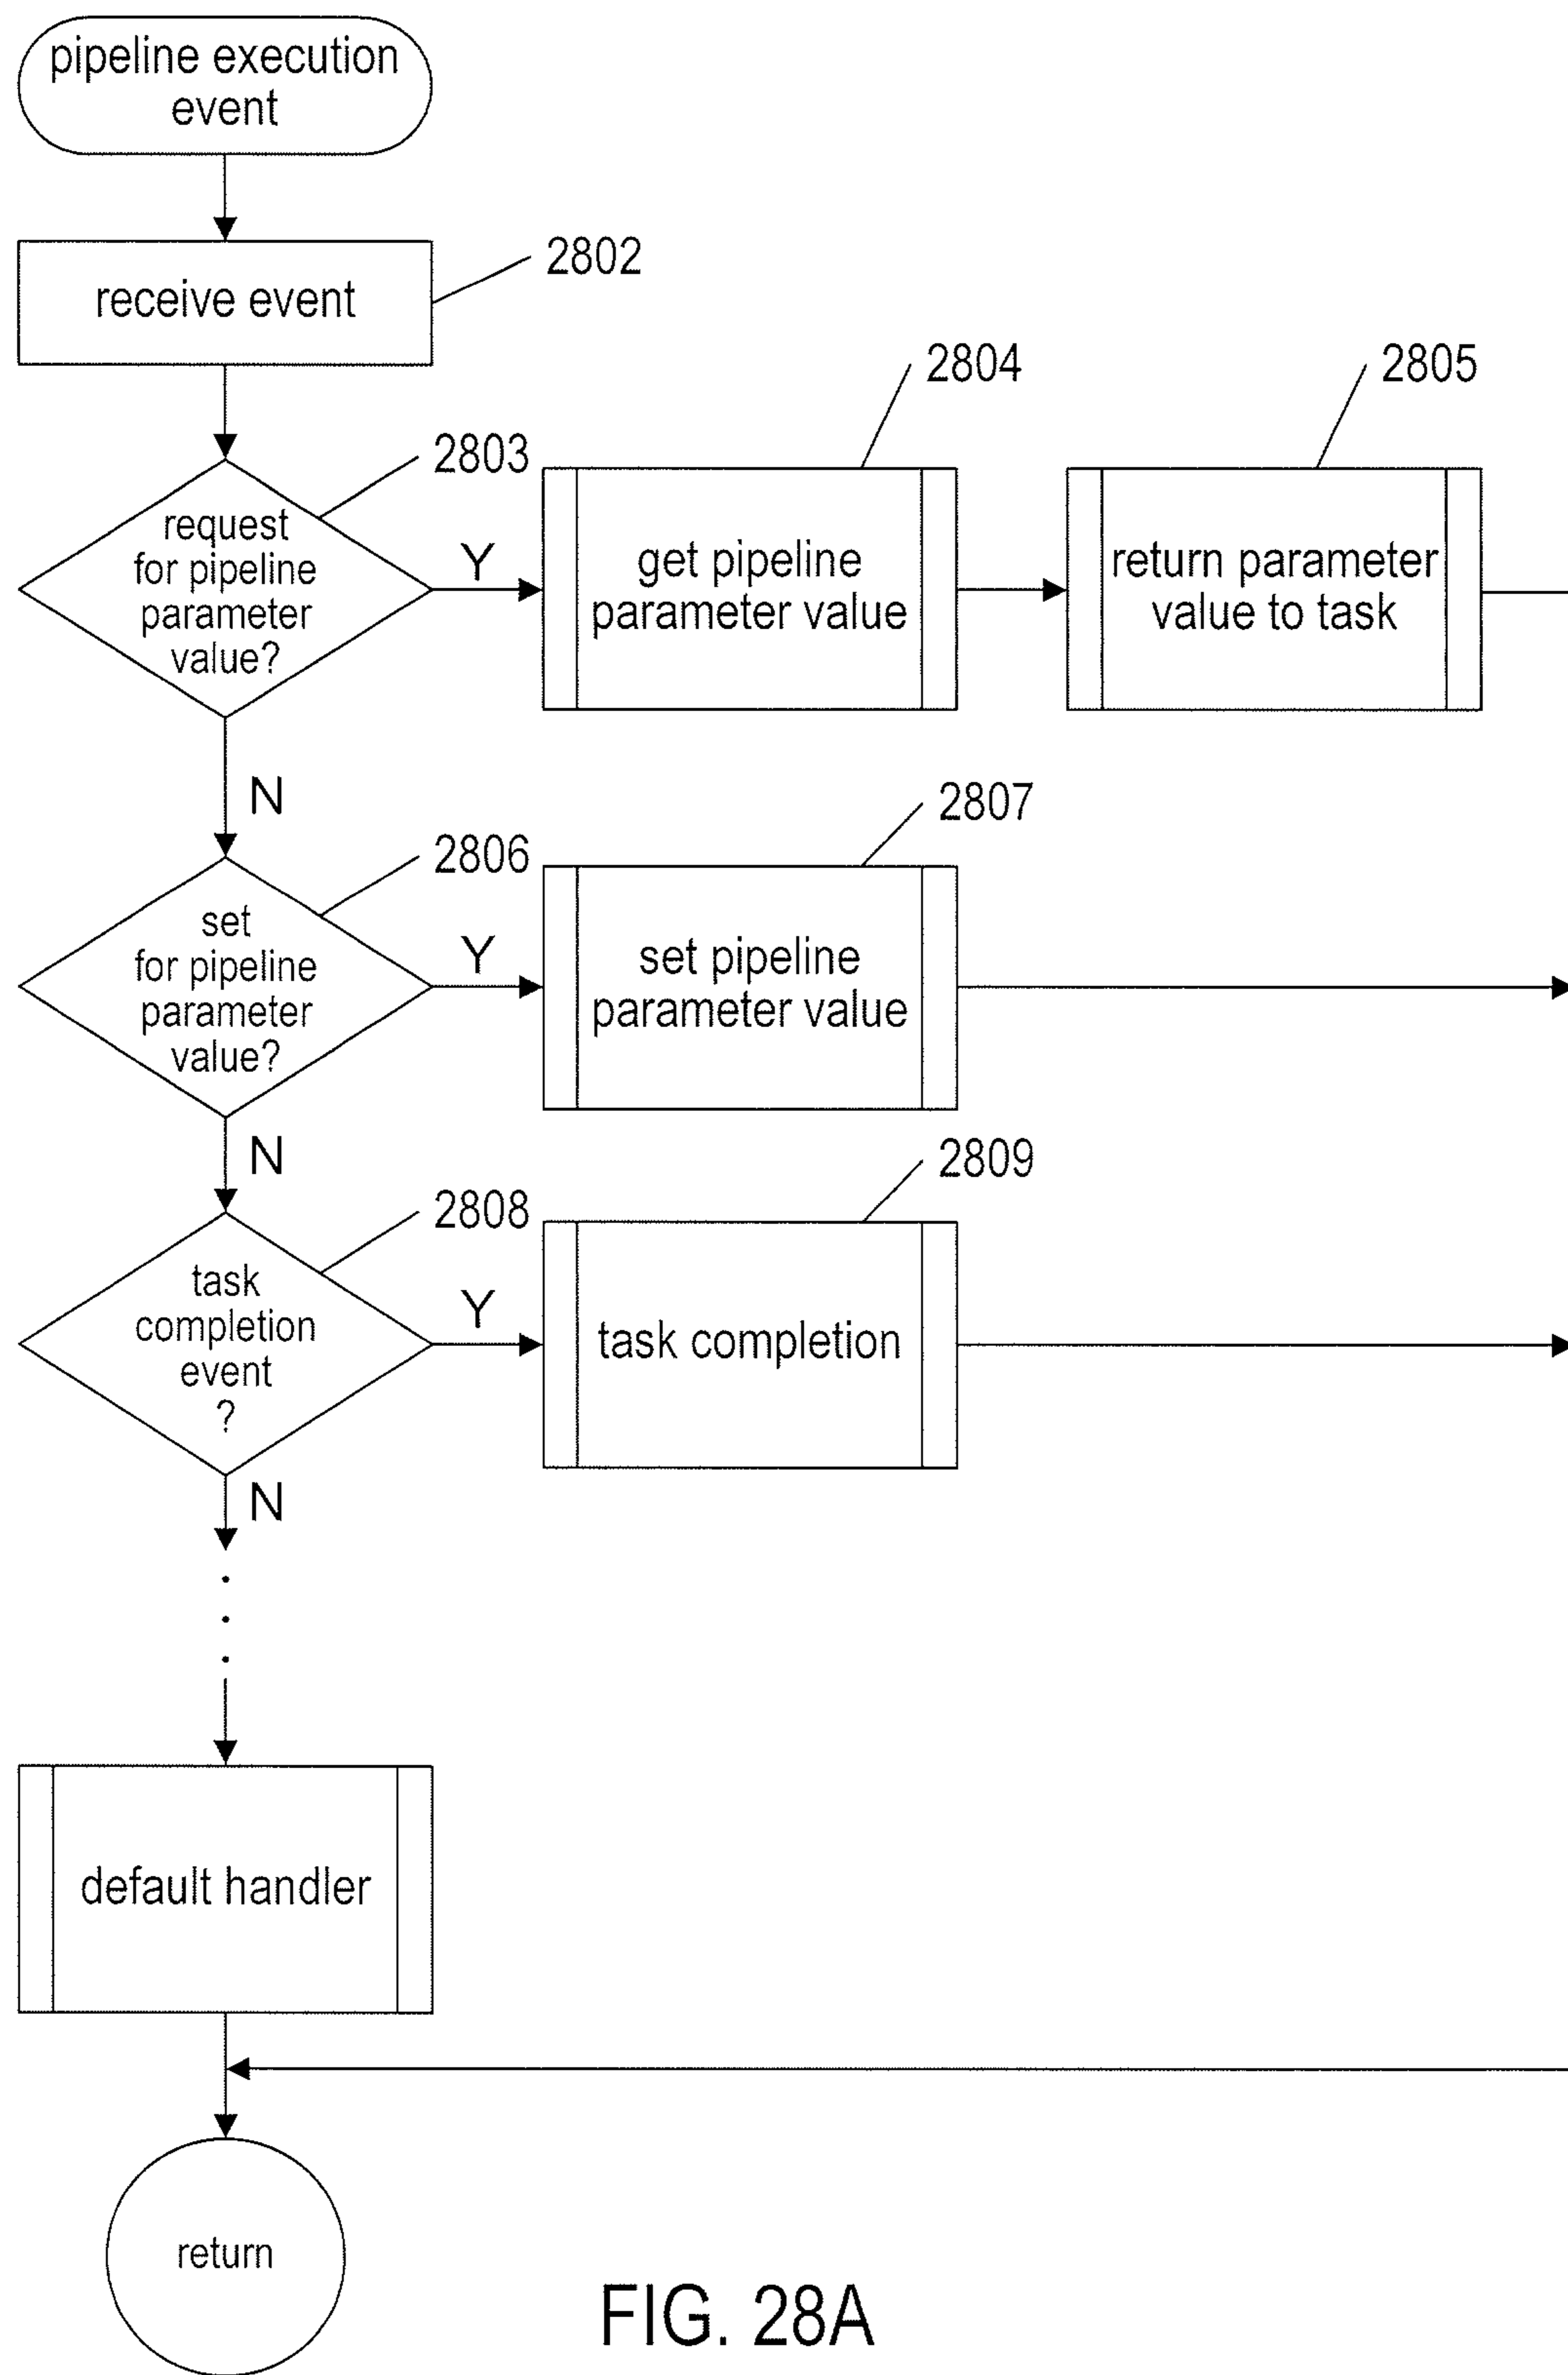 pipeline execution
event
2802
receive event
2804
2805
2803
request
for pipeline
parameter
value?
Y
get pipeline
parameter value
return parameter
value to task
N
2807
2806
set
for pipeline
parameter
value?
Y
set pipeline
parameter value
N
2809
2808
task
completion
event
?
Y
task completion
N
default handler
return
FIG. 28A